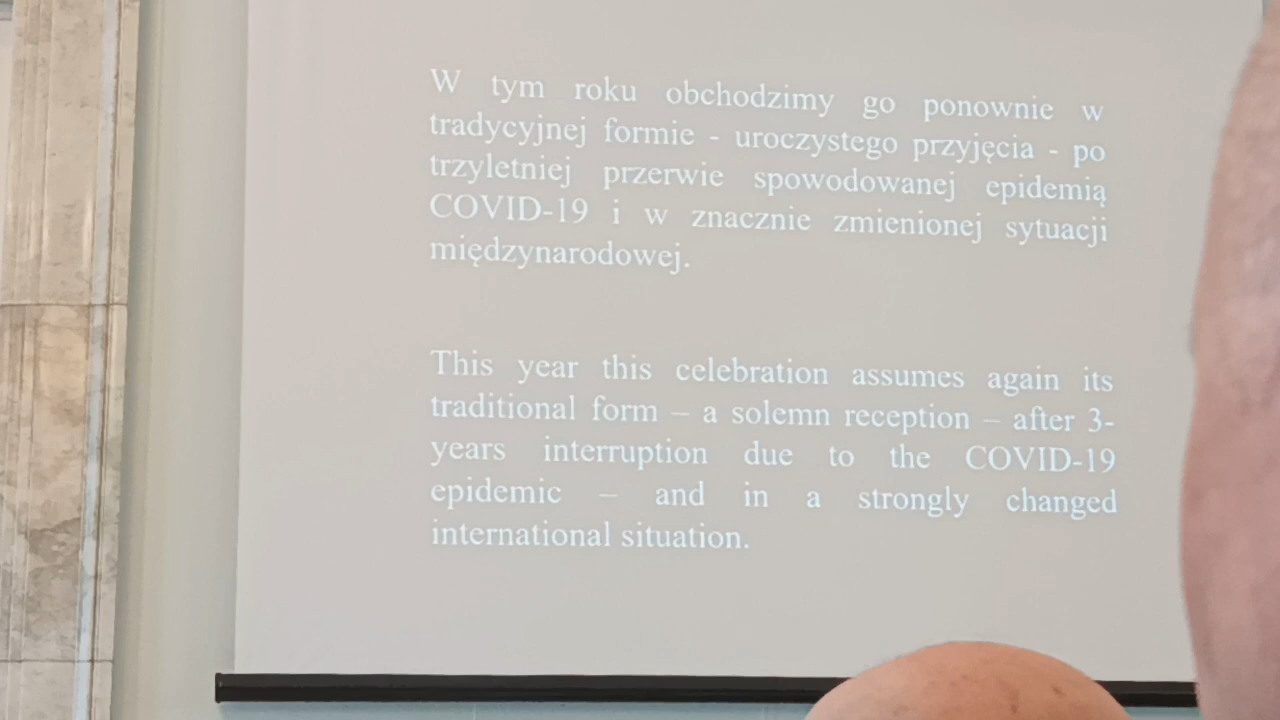 W tym roku obchodzimy go ponownie w
tradycyjnej formie - uroczystego przyjęcia - po
trzyletniej przerwie spowodowanej epidemią
COVID-19 i w znacznie zmienionej sytuacji
międzynarodowej.
This year this celebration assumes again its
traditional form – a solemn reception – after 3-
years interruption due to the COVID-19
epidemic – and in a strongly changed
international situation.